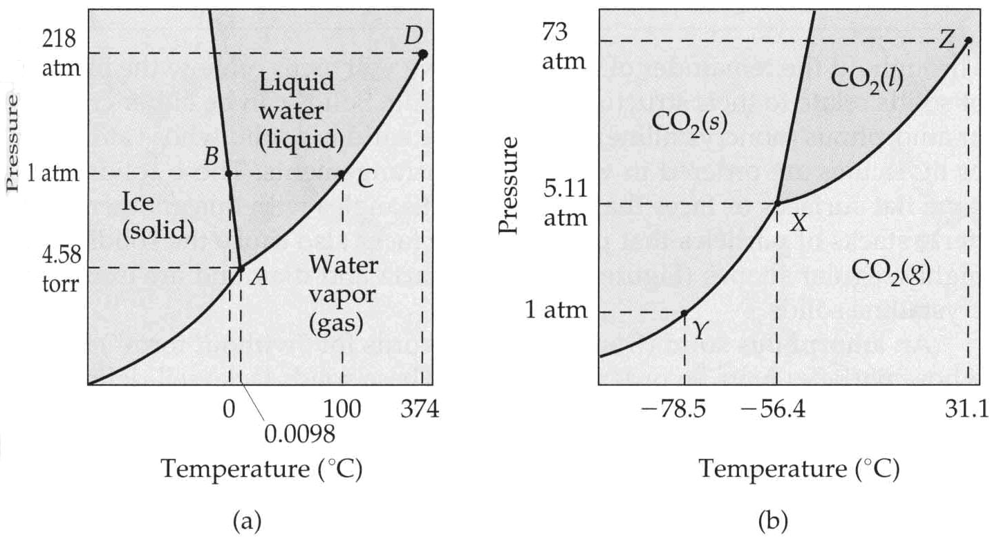 Pressure
218
atm
1 atm
4.58
torr
D
Liquid
water
(liquid)
B
C
Ice
(solid)
A
Water
vapor
(gas)
0
100
374
0.0098
Temperature (°C)
(a)
Pressure
73
atm
5.11
atm
1 atm
Z
CO₂(l)
CO₂(s)
X
CO₂(g)
Y
−78.5
−56.4
31.1
Temperature (°C)
(b)